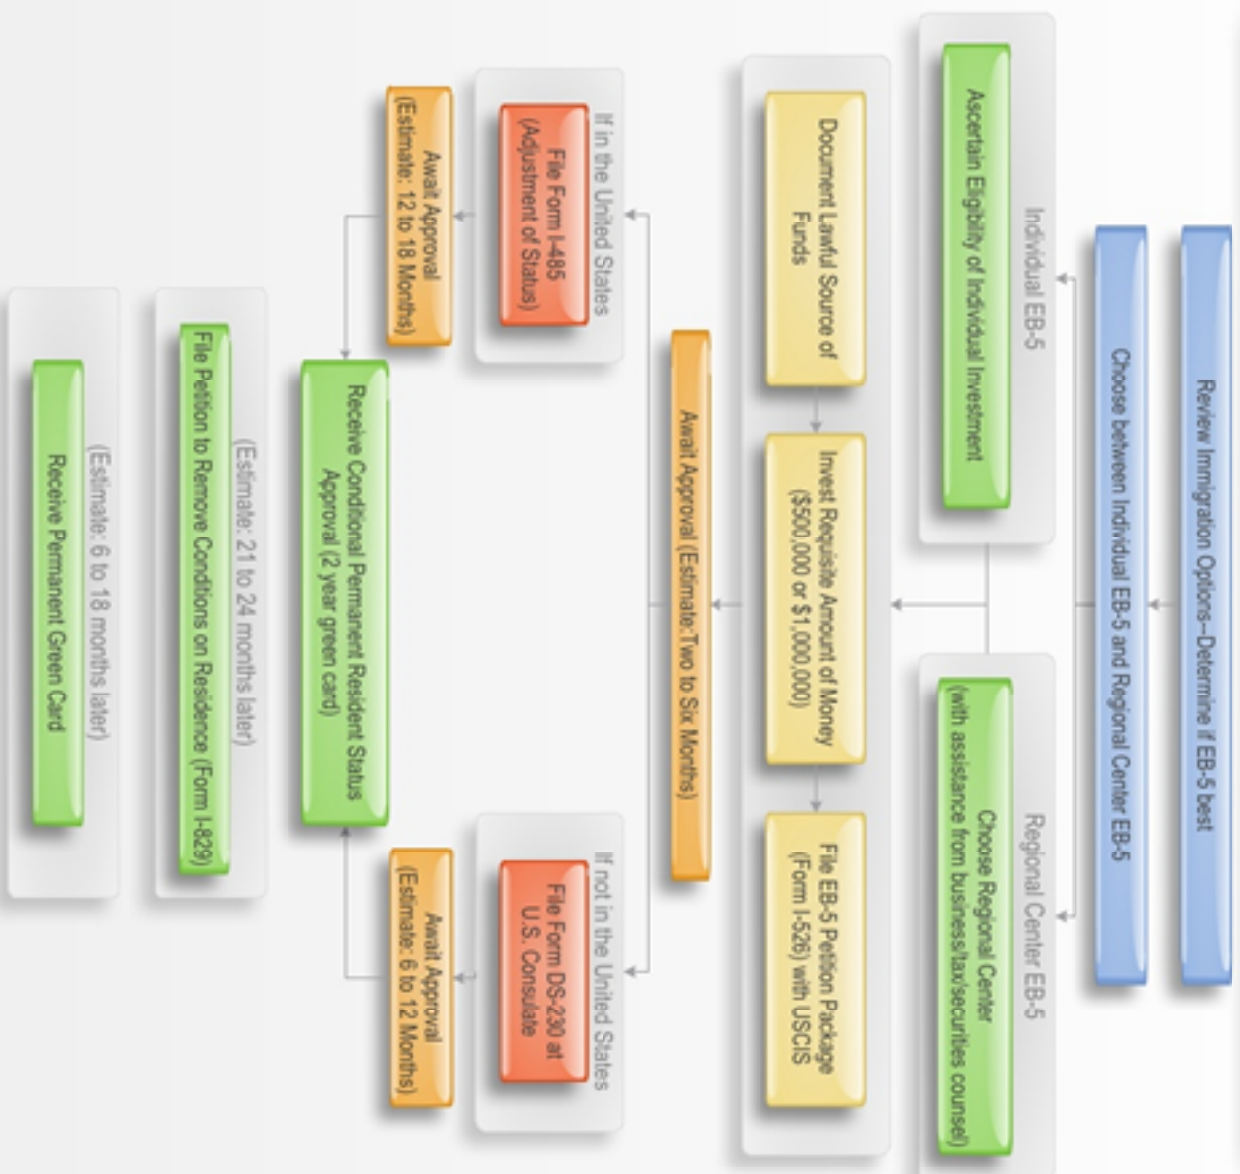 Review Immigration Options–Determine if EB-5 best
Choose between Individual EB-5 and Regional Center EB-5
Individual EB-5
Ascertain Eligibility of Individual Investment
Regional Center EB-5
Choose Regional Center
(with assistance from business/tax/securities counsel)
Document Lawful Source of
Funds
Invest Requisite Amount of Money
($500,000 or $1,000,000)
File EB-5 Petition Package
(Form I-526) with USCIS
Await Approval (Estimate:Two to Six Months)
If in the United States
File Form I-485
(Adjustment of Status)
If not in the United States
File Form DS-230 at
U.S. Consulate
Await Approval
(Estimate: 12 to 18 Months)
Await Approval
(Estimate: 6 to 12 Months)
Receive Conditional Permanent Resident Status
Approval (2 year green card)
(Estimate: 21 to 24 months later)
File Petition to Remove Conditions on Residence (Form I-829)
(Estimate: 6 to 18 months later)
Receive Permanent Green Card